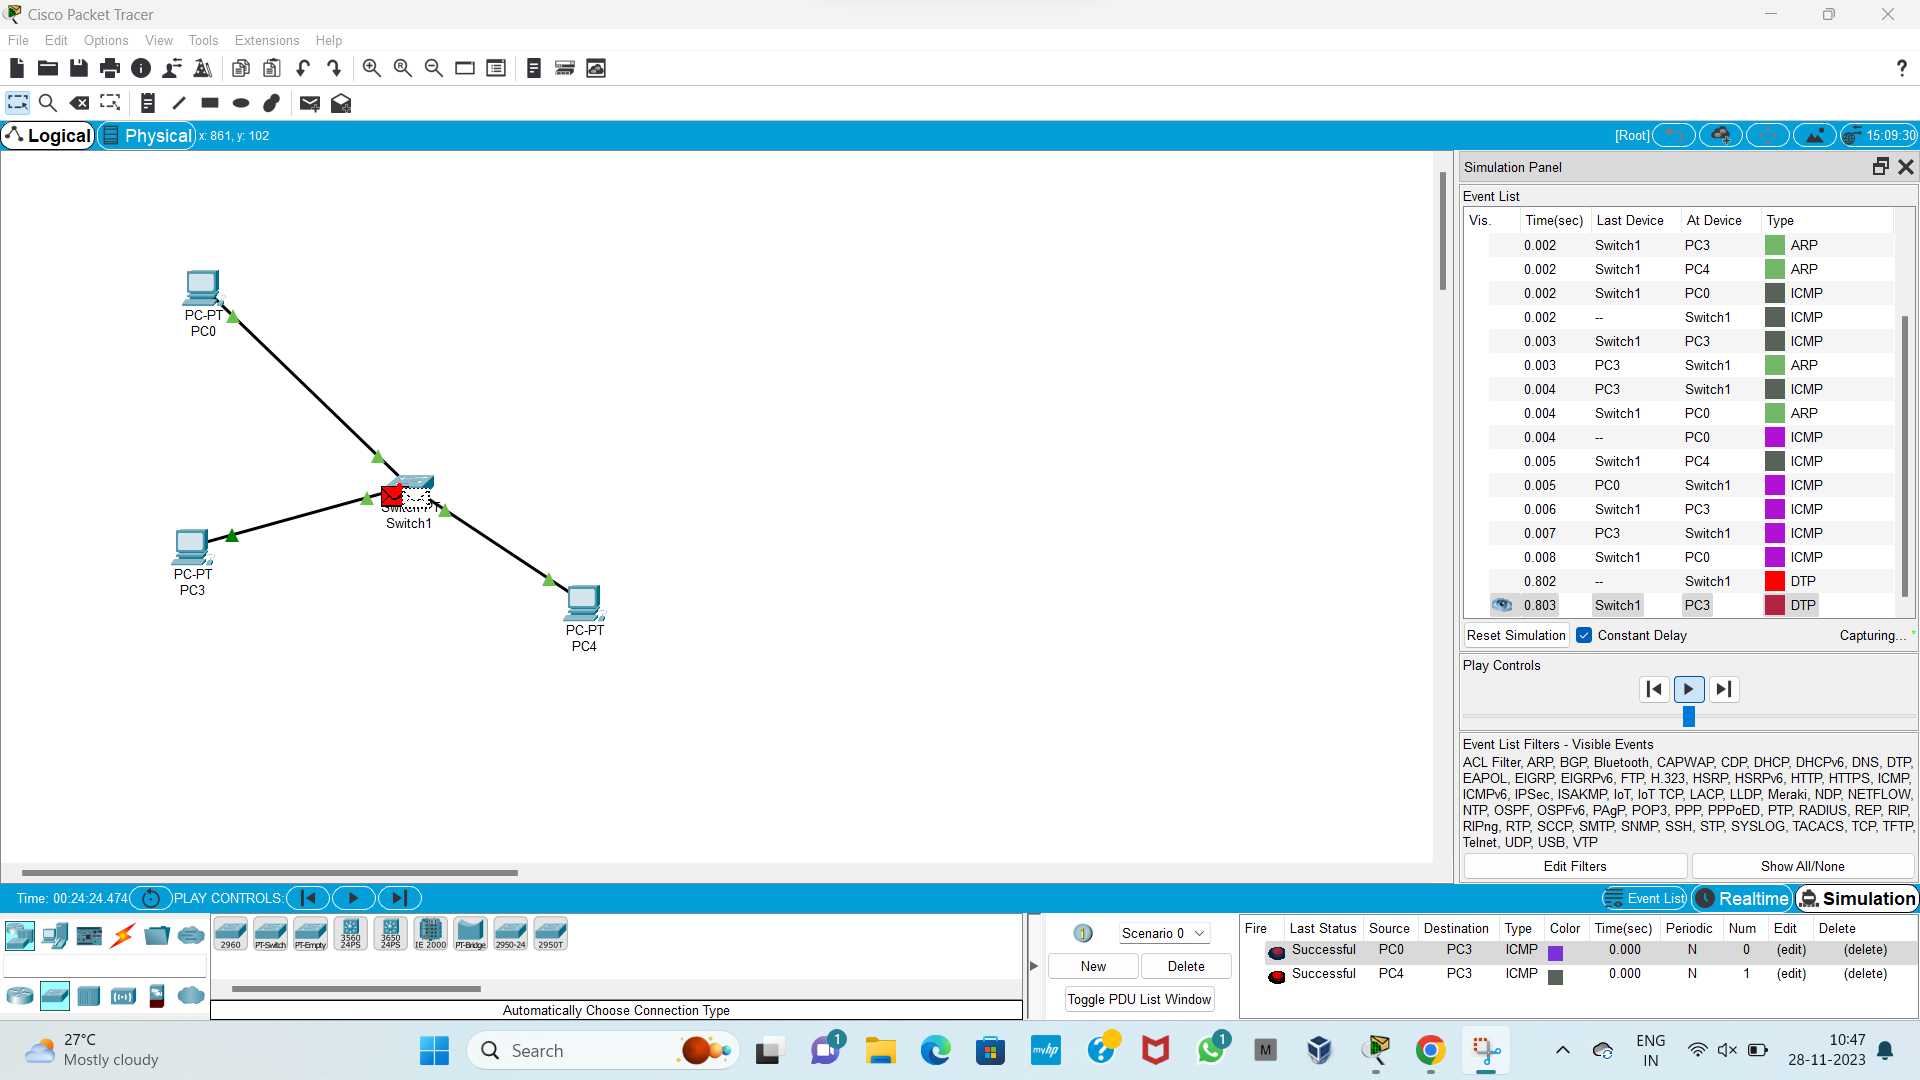 Cisco Packet Tracer
File Edit Options View Tools Extensions Help
?
Logical Physical x: 861, y: 102 [Root] 15:09:30
PC-PT
PC0
Switch1
PC-PT
PC3
PC-PT
PC4
Simulation Panel
Event List
Vis. Time(sec) Last Device At Device Type
0.002 Switch1 PC3 ARP
0.002 Switch1 PC4 ARP
0.002 Switch1 PC0 ICMP
0.002 -- Switch1 ICMP
0.003 Switch1 PC3 ICMP
0.003 PC3 Switch1 ARP
0.004 PC3 Switch1 ICMP
0.004 Switch1 PC0 ARP
0.004 -- PC0 ICMP
0.005 Switch1 PC4 ICMP
0.005 PC0 Switch1 ICMP
0.006 Switch1 PC3 ICMP
0.007 PC3 Switch1 ICMP
0.008 Switch1 PC0 ICMP
0.802 -- Switch1 DTP
0.803 Switch1 PC3 DTP
Reset Simulation Constant Delay Capturing... *
Play Controls
Event List Filters - Visible Events
ACL Filter, ARP, BGP, Bluetooth, CAPWAP, CDP, DHCP, DHCPv6, DNS, DTP,
EAPOL, EIGRP, EIGRPv6, FTP, H.323, HSRP, HSRPv6, HTTP, HTTPS, ICMP,
ICMPv6, IPSec, ISAKMP, IoT, IoT TCP, LACP, LLDP, Meraki, NDP, NETFLOW,
NTP, OSPF, OSPFv6, PAgP, POP3, PPP, PPPoED, PTP, RADIUS, REP, RIP,
RIPng, RTP, SCCP, SMTP, SNMP, SSH, STP, SYSLOG, TACACS, TCP, TFTP,
Telnet, UDP, USB, VTP
Edit Filters Show All/None
Time: 00:24:24.474 PLAY CONTROLS: Event List Realtime Simulation
2960 PT-Switch PT-Empty 3560 24PS 3650 24PS IE 2000 PT-Bridge 2950-24 2950T
Automatically Choose Connection Type
Scenario 0
New Delete
Toggle PDU List Window
Fire Last Status Source Destination Type Color Time(sec) Periodic Num Edit Delete
Successful PC0 PC3 ICMP 0.000 N 0 (edit) (delete)
Successful PC4 PC3 ICMP 0.000 N 1 (edit) (delete)
27°C
Mostly cloudy
Search
1
myhp
1
M
ENG
IN
10:47
28-11-2023